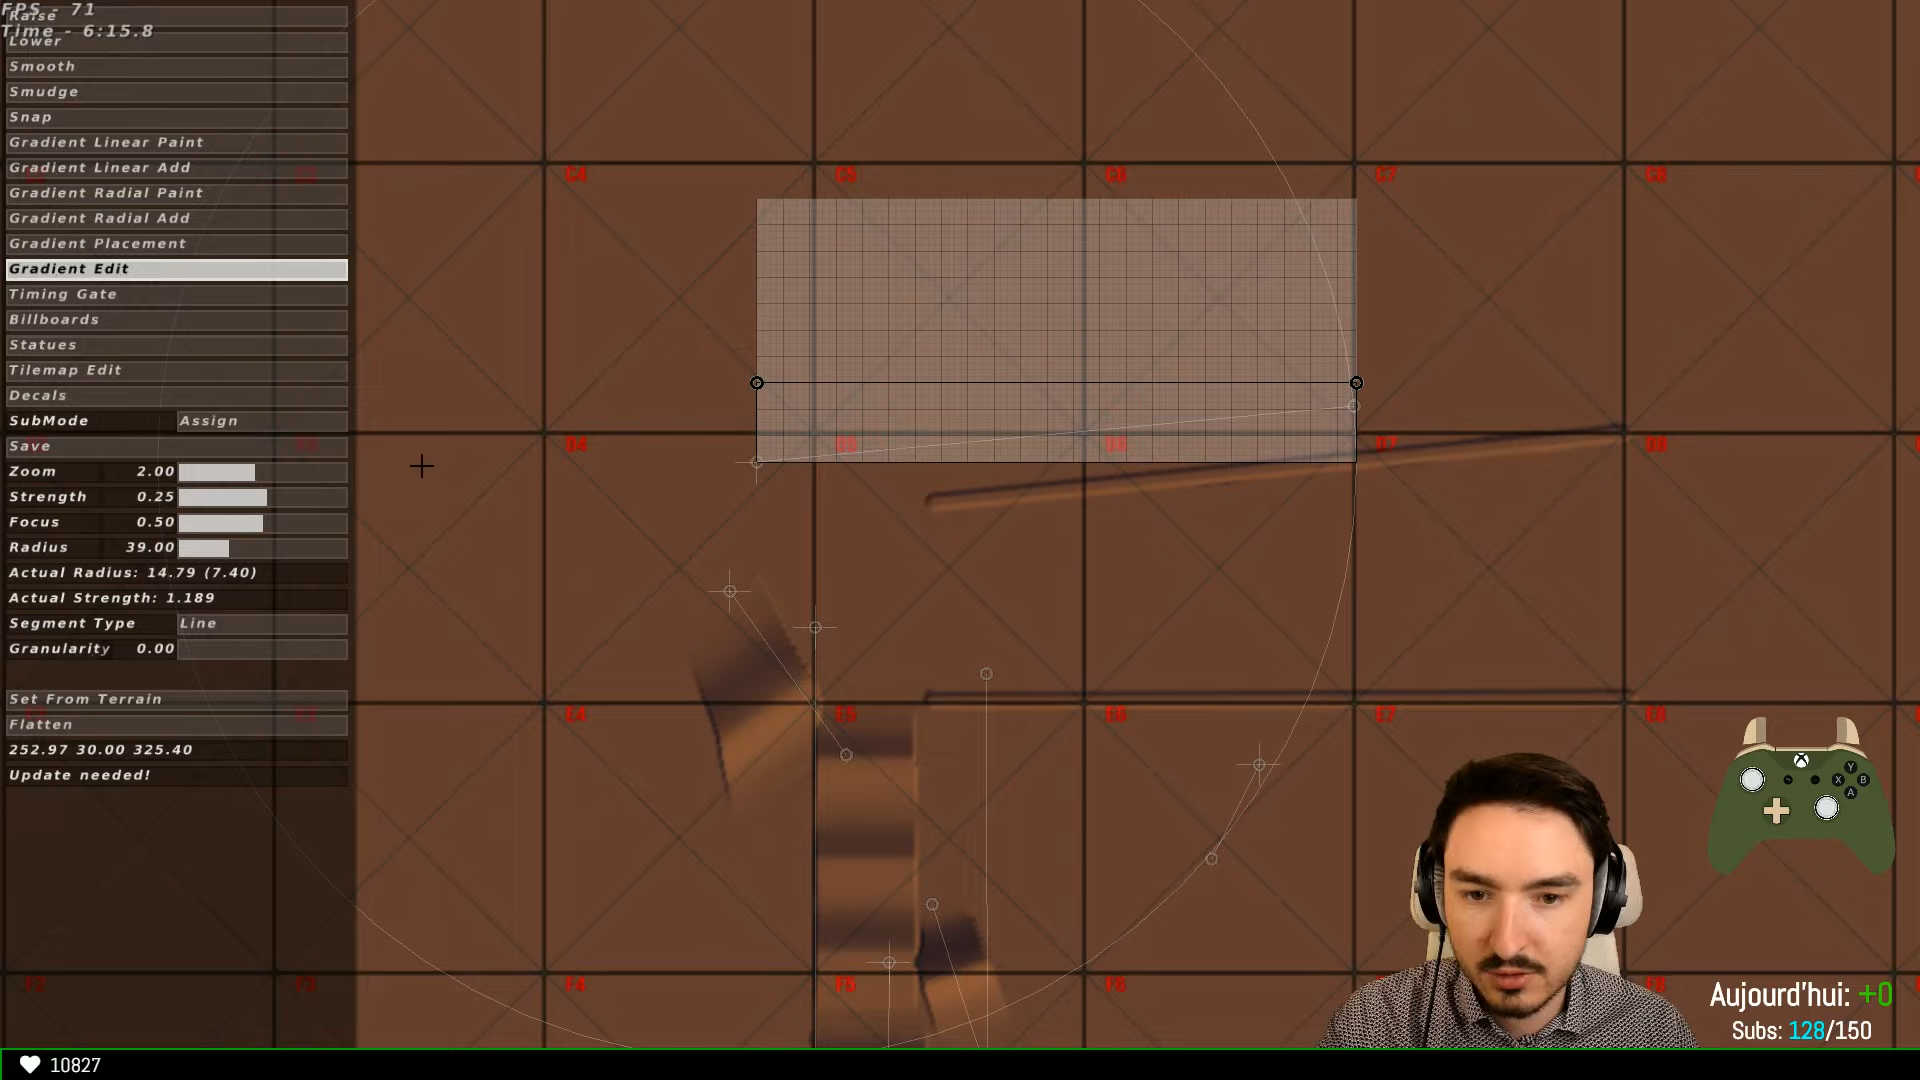 FPS - 71
Time - 6:15.8
Raise
Lower
Smooth
Smudge
Snap
Gradient Linear Paint
Gradient Linear Add
Gradient Radial Paint
Gradient Radial Add
Gradient Placement
Gradient Edit
Timing Gate
Billboards
Statues
Tilemap Edit
Decals
SubMode Assign
Save
Zoom 2.00
Strength 0.25
Focus 0.50
Radius 39.00
Actual Radius: 14.79 (7.40)
Actual Strength: 1.189
Segment Type Line
Granularity 0.00
Set From Terrain
Flatten
252.97 30.00 325.40
Update needed!
C4 C5 C6 C7 C8
D4 D5 D6 D7 D8
E4 E5 E6 E7 E8
F2 F3 F4 F5 F6
Y
X B
A
Aujourd'hui: +0
Subs: 128/150
10827